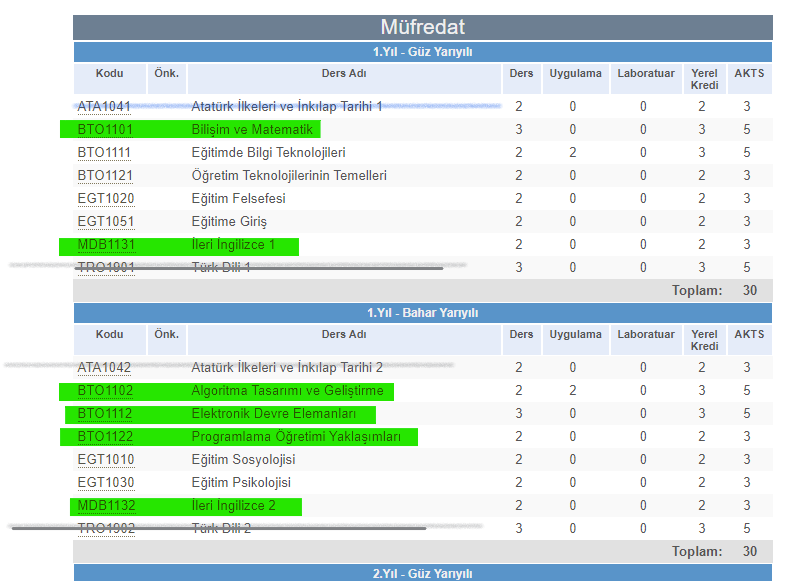 Müfredat
1.Yıl - Güz Yarıyılı
Kodu Önk. Ders Adı Ders Uygulama Laboratuar Yerel Kredi AKTS
ATA1041 Atatürk İlkeleri ve İnkılap Tarihi 1 2 0 0 2 3
BTO1101 Bilişim ve Matematik 3 0 0 3 5
BTO1111 Eğitimde Bilgi Teknolojileri 2 2 0 3 5
BTO1121 Öğretim Teknolojilerinin Temelleri 2 0 0 2 3
EGT1020 Eğitim Felsefesi 2 0 0 2 3
EGT1051 Eğitime Giriş 2 0 0 2 3
MDB1131 İleri İngilizce 1 2 0 0 2 3
TRO1901 Türk Dili 1 3 0 0 3 5
Toplam: 30
1.Yıl - Bahar Yarıyılı
Kodu Önk. Ders Adı Ders Uygulama Laboratuar Yerel Kredi AKTS
ATA1042 Atatürk İlkeleri ve İnkılap Tarihi 2 2 0 0 2 3
BTO1102 Algoritma Tasarımı ve Geliştirme 2 2 0 3 5
BTO1112 Elektronik Devre Elemanları 3 0 0 3 5
BTO1122 Programlama Öğretimi Yaklaşımları 2 0 0 2 3
EGT1010 Eğitim Sosyolojisi 2 0 0 2 3
EGT1030 Eğitim Psikolojisi 2 0 0 2 3
MDB1132 İleri İngilizce 2 2 0 0 2 3
TRO1902 Türk Dili 2 3 0 0 3 5
Toplam: 30
2.Yıl - Güz Yarıyılı